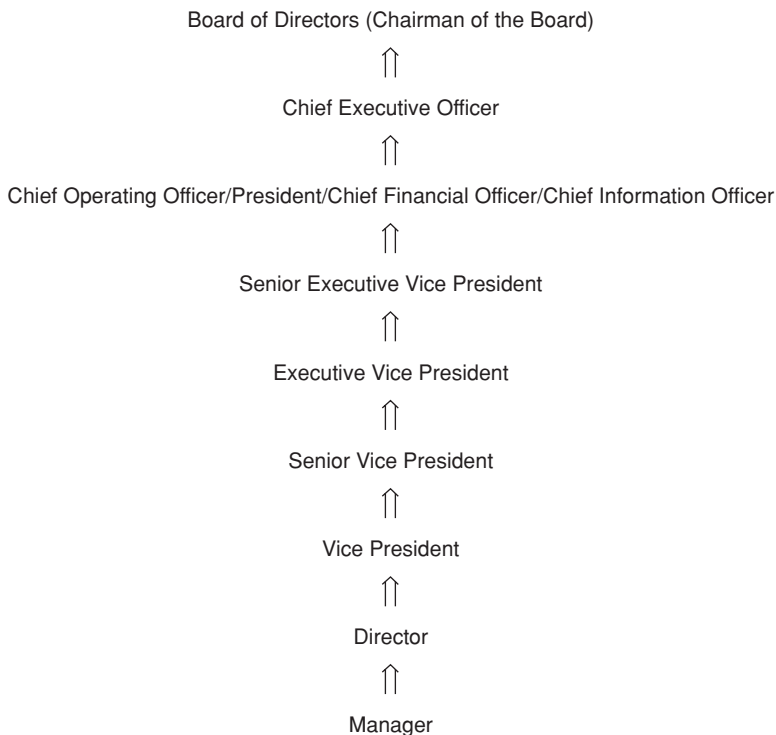 Board of Directors (Chairman of the Board)
⇑
Chief Executive Officer
⇑
Chief Operating Officer/President/Chief Financial Officer/Chief Information Officer
⇑
Senior Executive Vice President
⇑
Executive Vice President
⇑
Senior Vice President
⇑
Vice President
⇑
Director
⇑
Manager